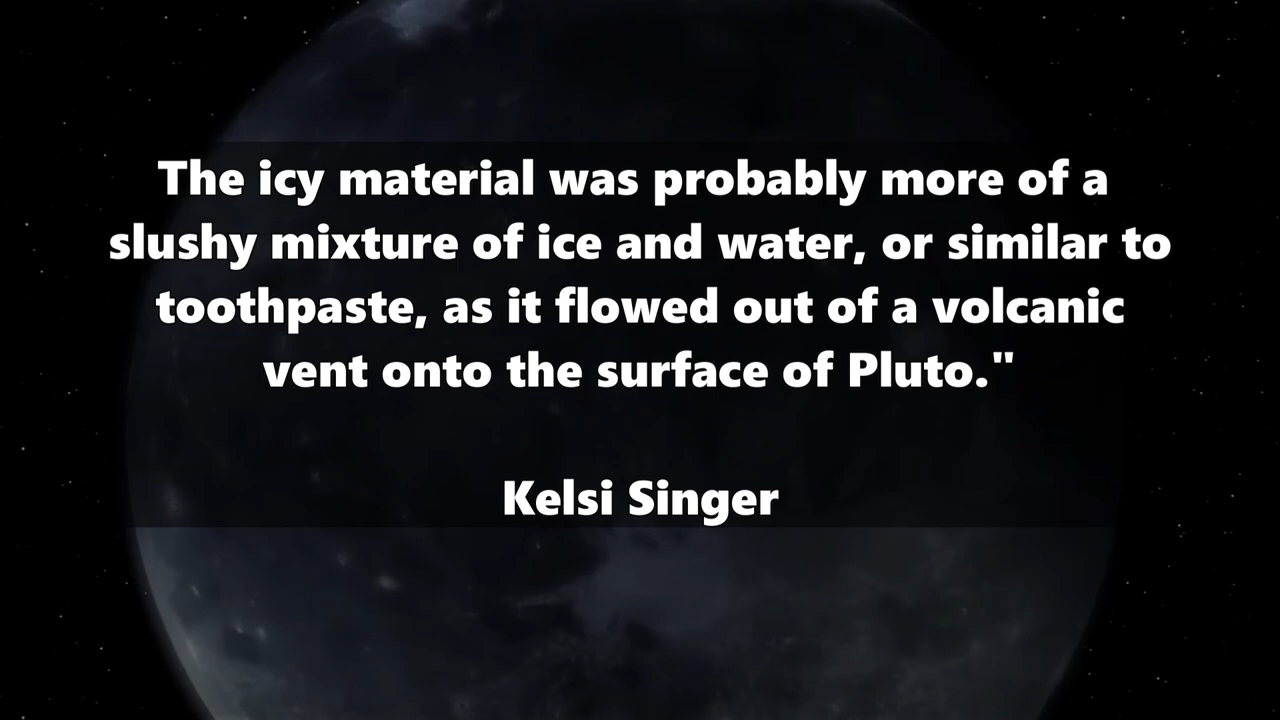 The icy material was probably more of a
slushy mixture of ice and water, or similar to
toothpaste, as it flowed out of a volcanic
vent onto the surface of Pluto."
Kelsi Singer